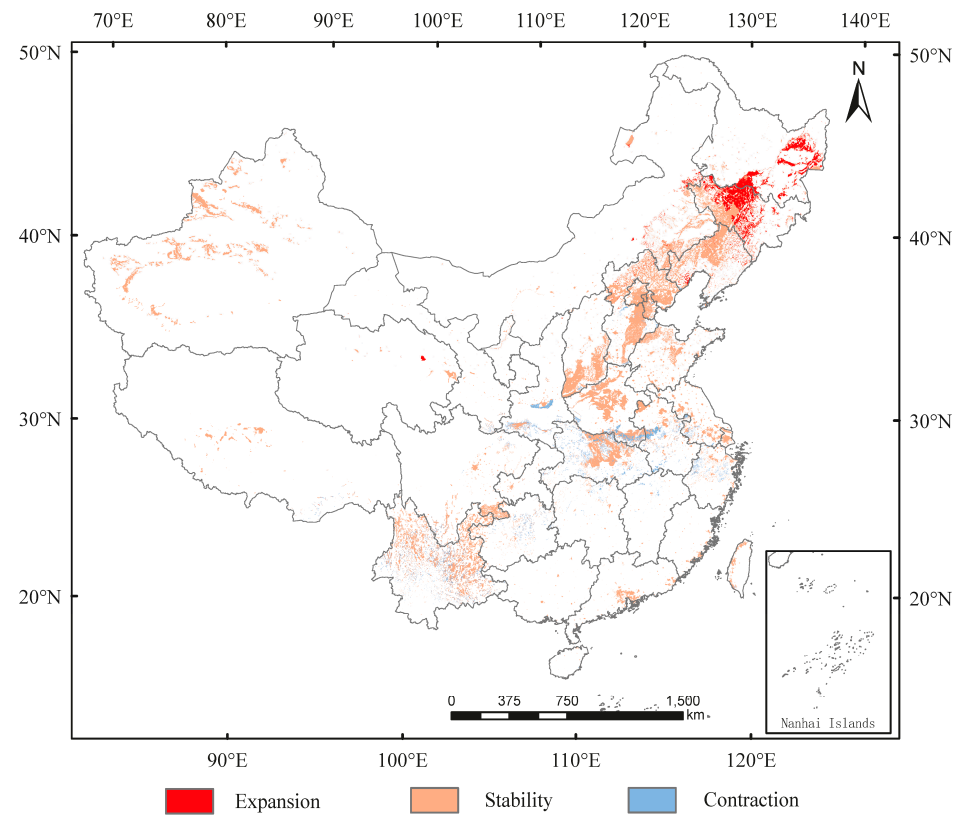 70°E 80°E 90°E 100°E 110°E 120°E 130°E 140°E
50°N 50°N
N
40°N 40°N
30°N 30°N
20°N 20°N
0 375 750 1,500
km
Nanhai Islands
90°E 100°E 110°E 120°E
Expansion Stability Contraction